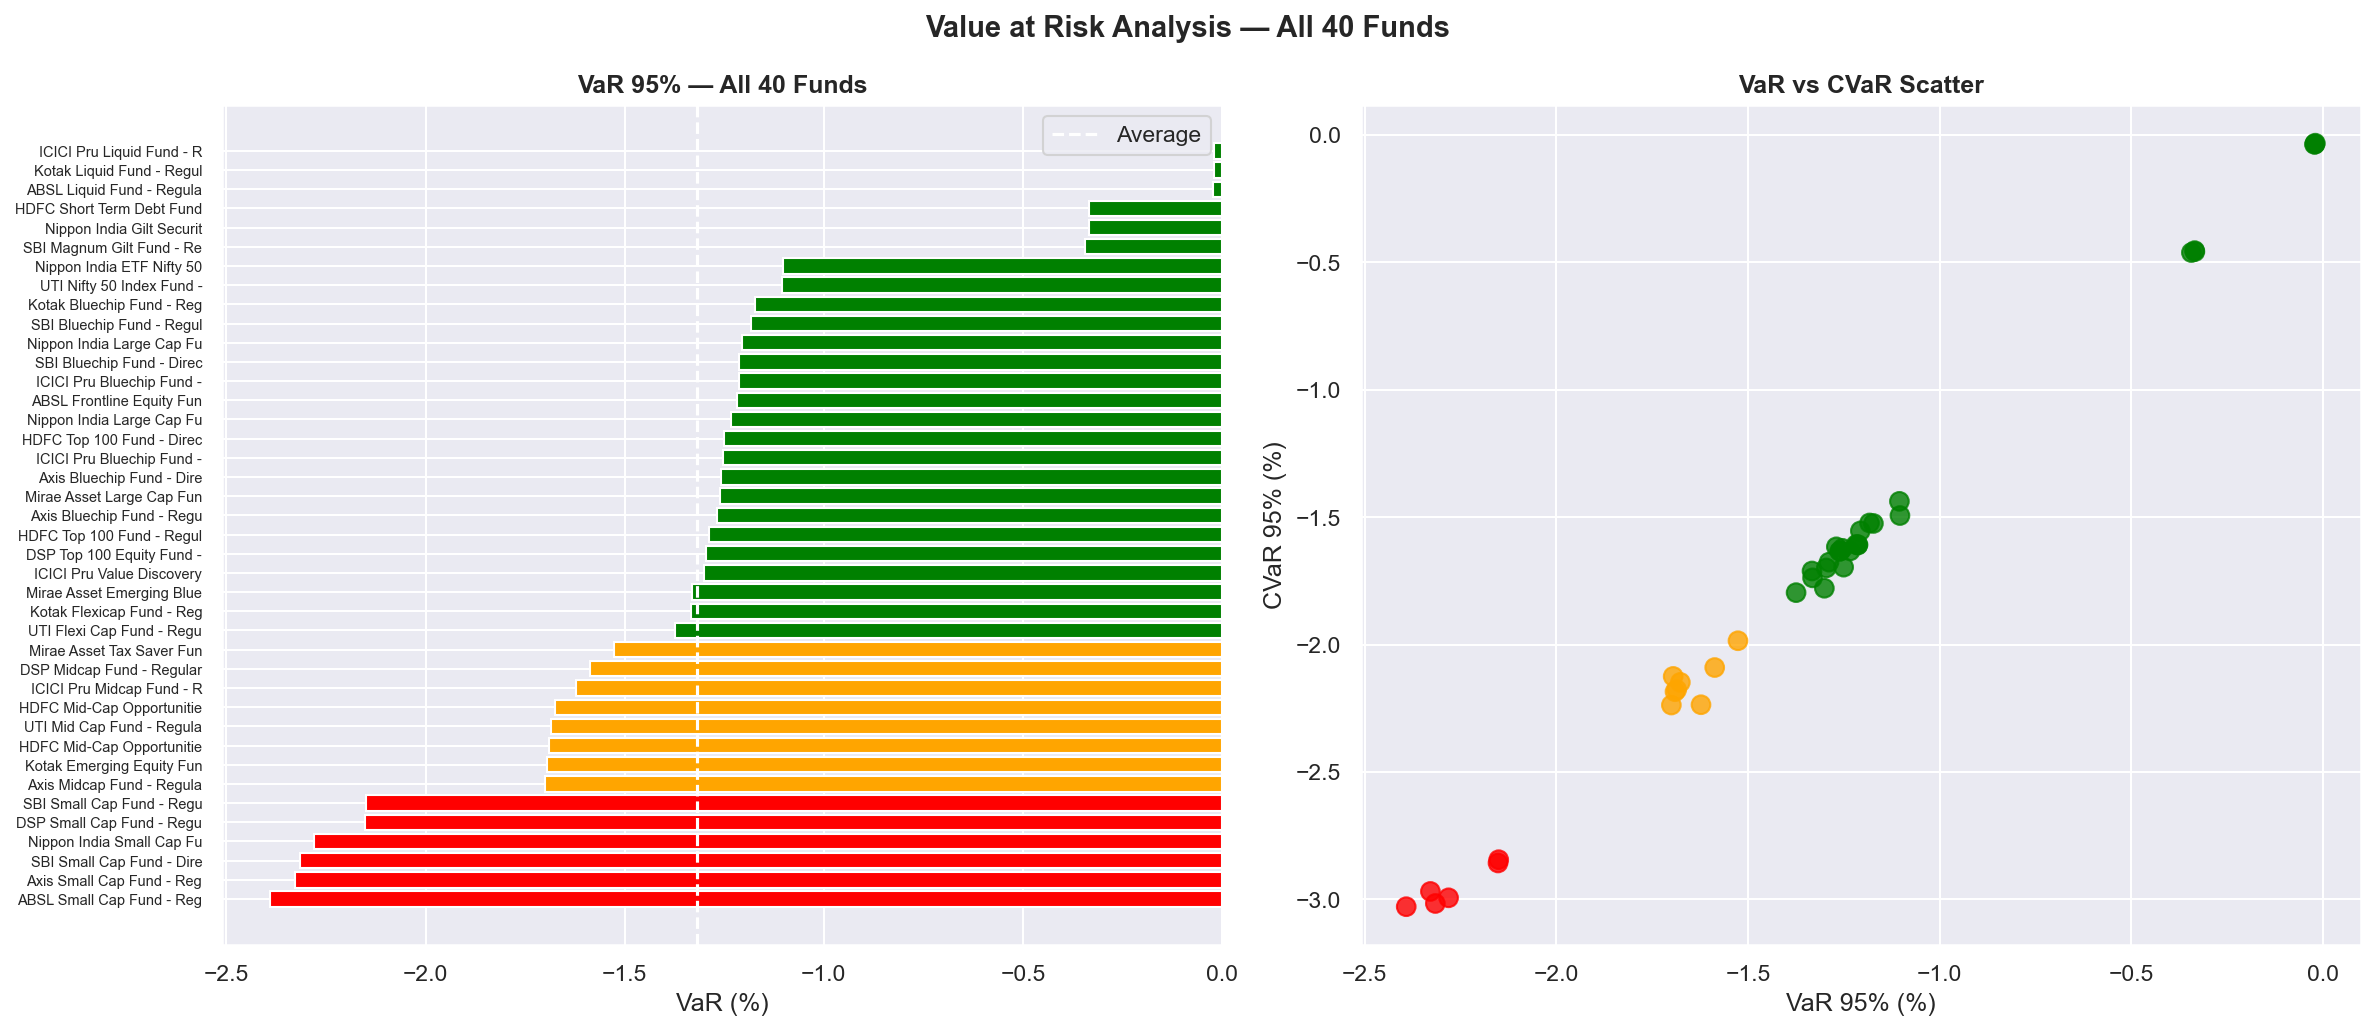 Value at Risk Analysis — All 40 Funds
VaR 95% — All 40 Funds
Average
ICICI Pru Liquid Fund - R
Kotak Liquid Fund - Regul
ABSL Liquid Fund - Regula
HDFC Short Term Debt Fund
Nippon India Gilt Securit
SBI Magnum Gilt Fund - Re
Nippon India ETF Nifty 50
UTI Nifty 50 Index Fund -
Kotak Bluechip Fund - Reg
SBI Bluechip Fund - Regul
Nippon India Large Cap Fu
SBI Bluechip Fund - Direc
ICICI Pru Bluechip Fund -
ABSL Frontline Equity Fun
Nippon India Large Cap Fu
HDFC Top 100 Fund - Direc
ICICI Pru Bluechip Fund -
Axis Bluechip Fund - Dire
Mirae Asset Large Cap Fun
Axis Bluechip Fund - Regu
HDFC Top 100 Fund - Regul
DSP Top 100 Equity Fund -
ICICI Pru Value Discovery
Mirae Asset Emerging Blue
Kotak Flexicap Fund - Reg
UTI Flexi Cap Fund - Regu
Mirae Asset Tax Saver Fun
DSP Midcap Fund - Regular
ICICI Pru Midcap Fund - R
HDFC Mid-Cap Opportunitie
UTI Mid Cap Fund - Regula
HDFC Mid-Cap Opportunitie
Kotak Emerging Equity Fun
Axis Midcap Fund - Regula
SBI Small Cap Fund - Regu
DSP Small Cap Fund - Regu
Nippon India Small Cap Fu
SBI Small Cap Fund - Dire
Axis Small Cap Fund - Reg
ABSL Small Cap Fund - Reg
−2.5 −2.0 −1.5 −1.0 −0.5 0.0
VaR (%)
VaR vs CVaR Scatter
CVaR 95% (%)
0.0
−0.5
−1.0
−1.5
−2.0
−2.5
−3.0
−2.5 −2.0 −1.5 −1.0 −0.5 0.0
VaR 95% (%)